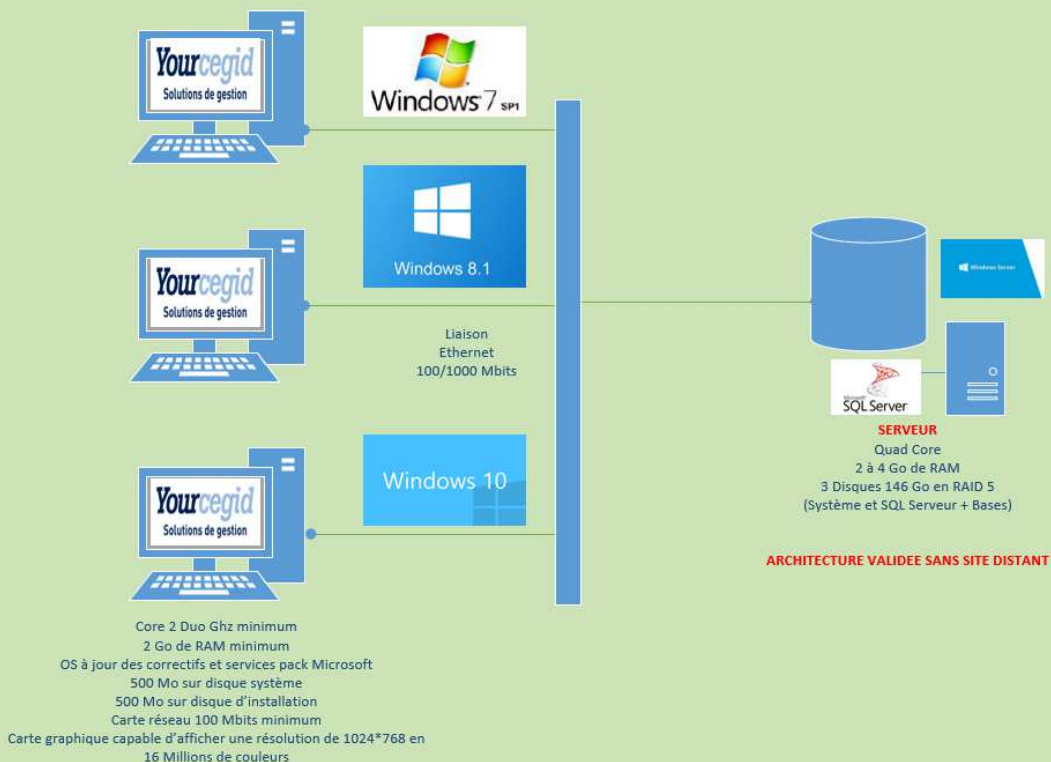 Yourcegid
Solutions de gestion
Windows 7 SP1
Yourcegid
Solutions de gestion
Windows 8.1
Liaison
Ethernet
100/1000 Mbits
Yourcegid
Solutions de gestion
Windows 10
Core 2 Duo Ghz minimum
2 Go de RAM minimum
OS à jour des correctifs et services pack Microsoft
500 Mo sur disque système
500 Mo sur disque d'installation
Carte réseau 100 Mbits minimum
Carte graphique capable d'afficher une résolution de 1024*768 en
16 Millions de couleurs
Windows Server
Microsoft
SQL Server
SERVEUR
Quad Core
2 à 4 Go de RAM
3 Disques 146 Go en RAID 5
(Système et SQL Serveur + Bases)
ARCHITECTURE VALIDEE SANS SITE DISTANT